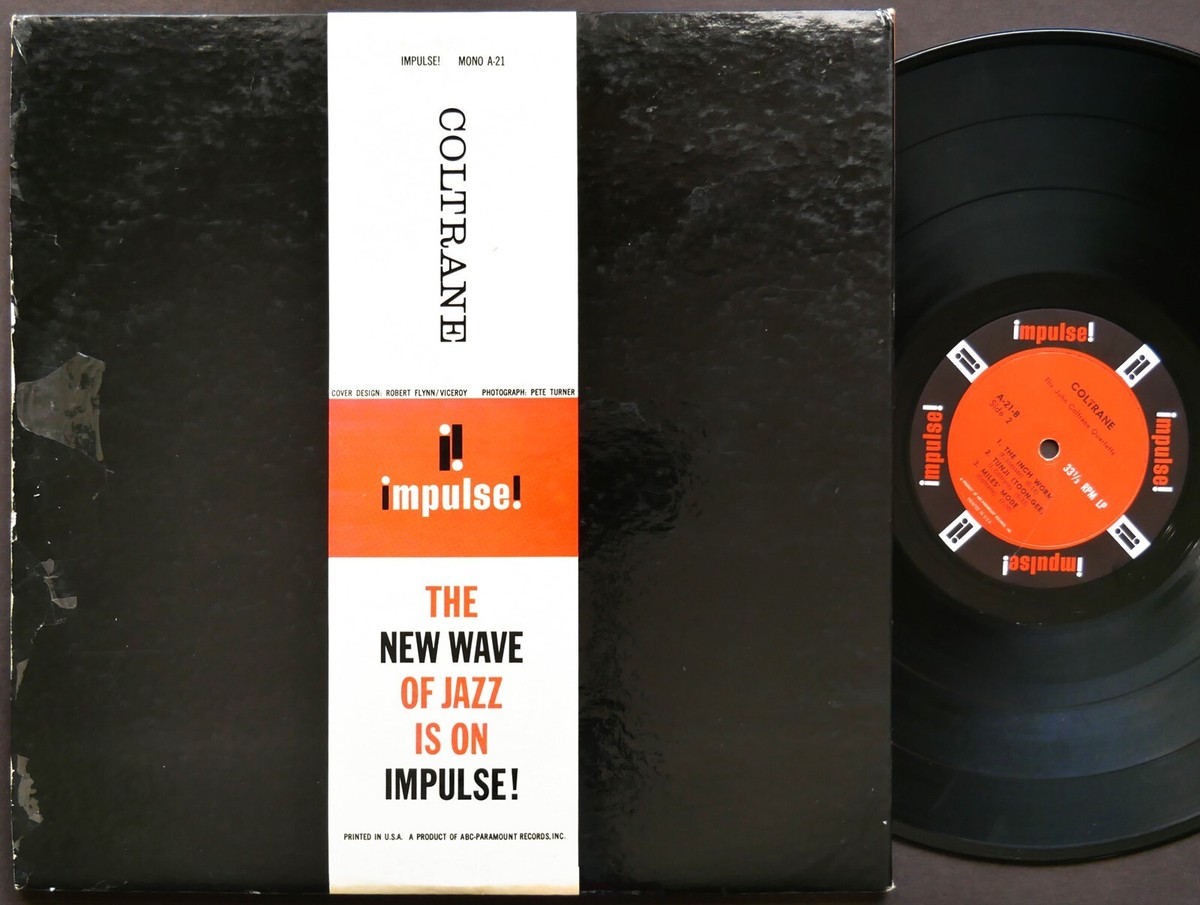 IMPULSE! MONO A-21
COLTRANE
COVER DESIGN: ROBERT FLYNN/VICEROY PHOTOGRAPH: PETE TURNER
impulse!
THE
NEW WAVE
OF JAZZ
IS ON
IMPULSE!
PRINTED IN U.S.A. A PRODUCT OF ABC-PARAMOUNT RECORDS, INC.
impulse!
impulse!
impulse!
impulse!
COLTRANE
The John Coltrane Quartette
A-21-B
Side 2
33⅓ RPM LP
1. THE INCH WORM
2. TUNJI (TOON-GEE)
3. MILES' MODE